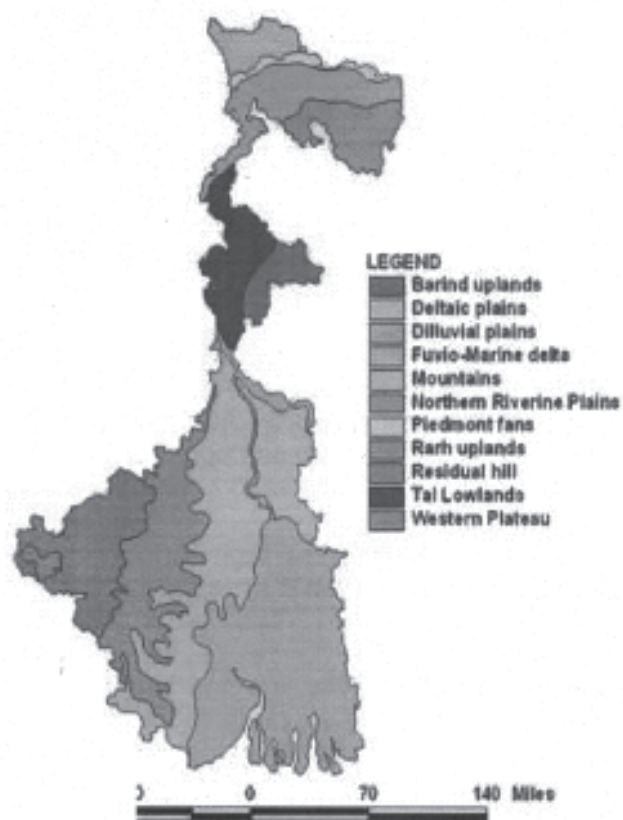 LEGEND
Barind uplands
Deltaic plains
Dilluvial plains
Fuvio-Marine delta
Mountains
Northern Riverine Plains
Piedmont fans
Rarh uplands
Residual hill
Tal Lowlands
Western Plateau
0 70 140 Miles